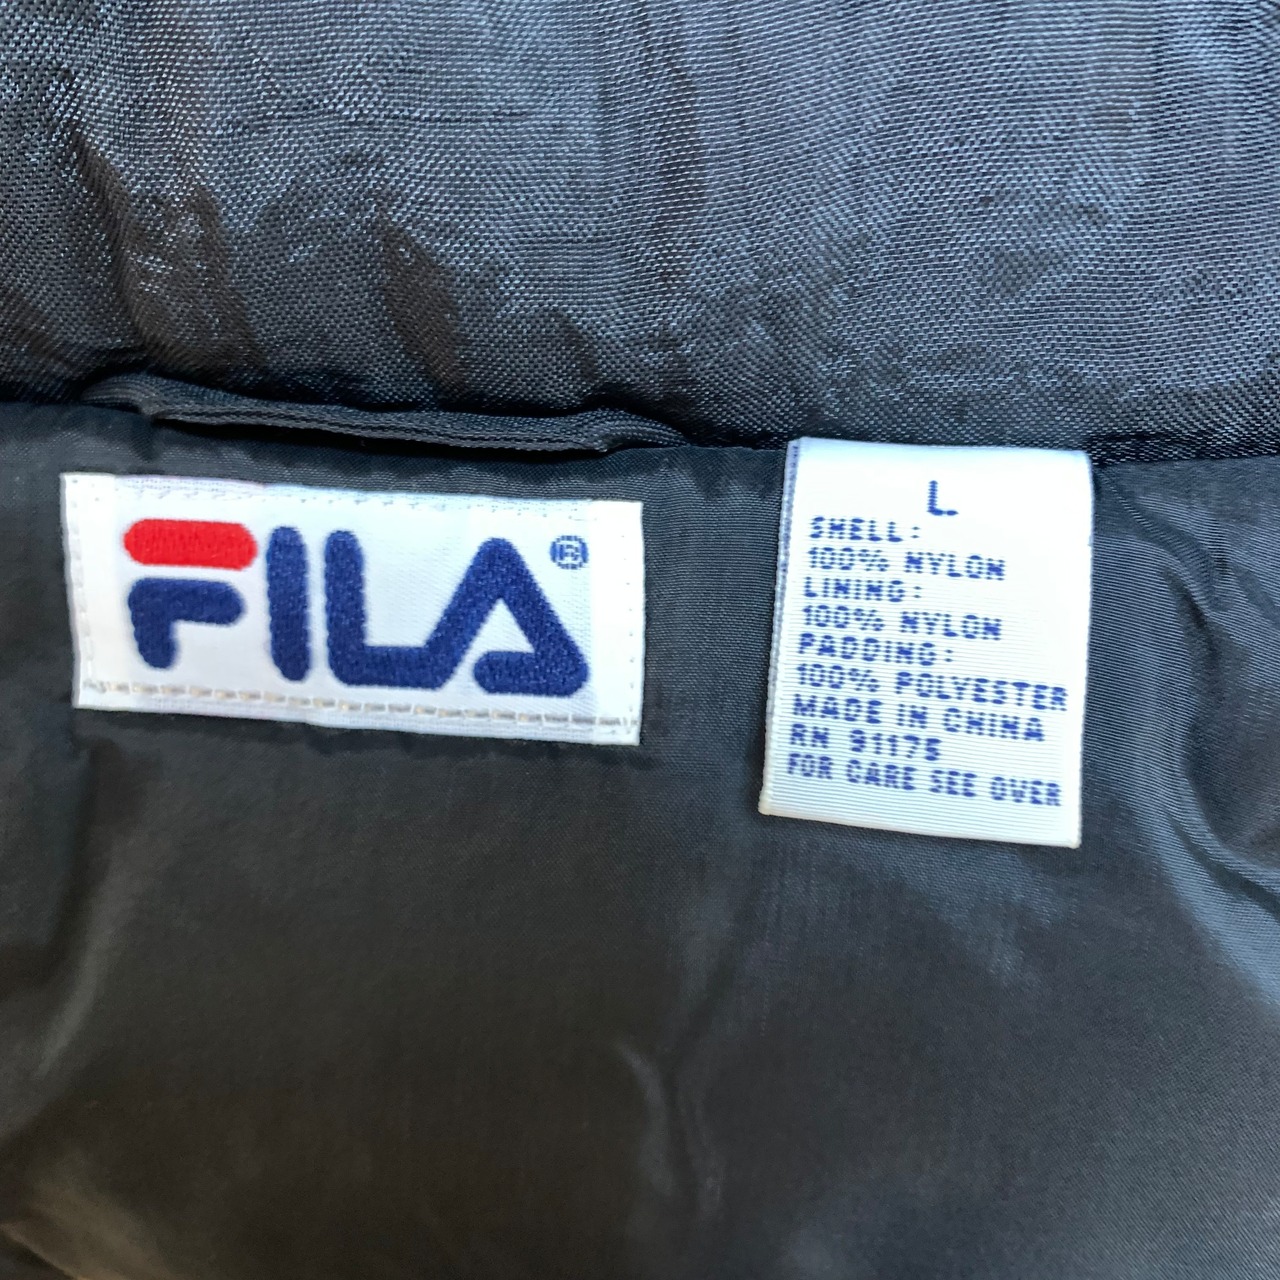 FILA®
L
SHELL:
100% NYLON
LINING:
100% NYLON
PADDING:
100% POLYESTER
MADE IN CHINA
RN 91175
FOR CARE SEE OVER